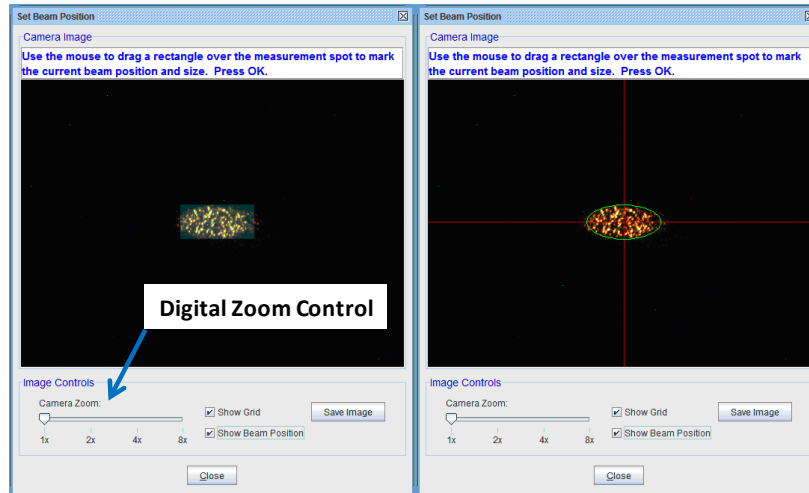 Set Beam Position
Camera Image
Use the mouse to drag a rectangle over the measurement spot to mark
the current beam position and size. Press OK.
Digital Zoom Control
Image Controls
Camera Zoom:
1x 2x 4x 8x
Show Grid
Show Beam Position
Save Image
Close
Set Beam Position
Camera Image
Use the mouse to drag a rectangle over the measurement spot to mark
the current beam position and size. Press OK.
Image Controls
Camera Zoom:
1x 2x 4x 8x
Show Grid
Show Beam Position
Save Image
Close